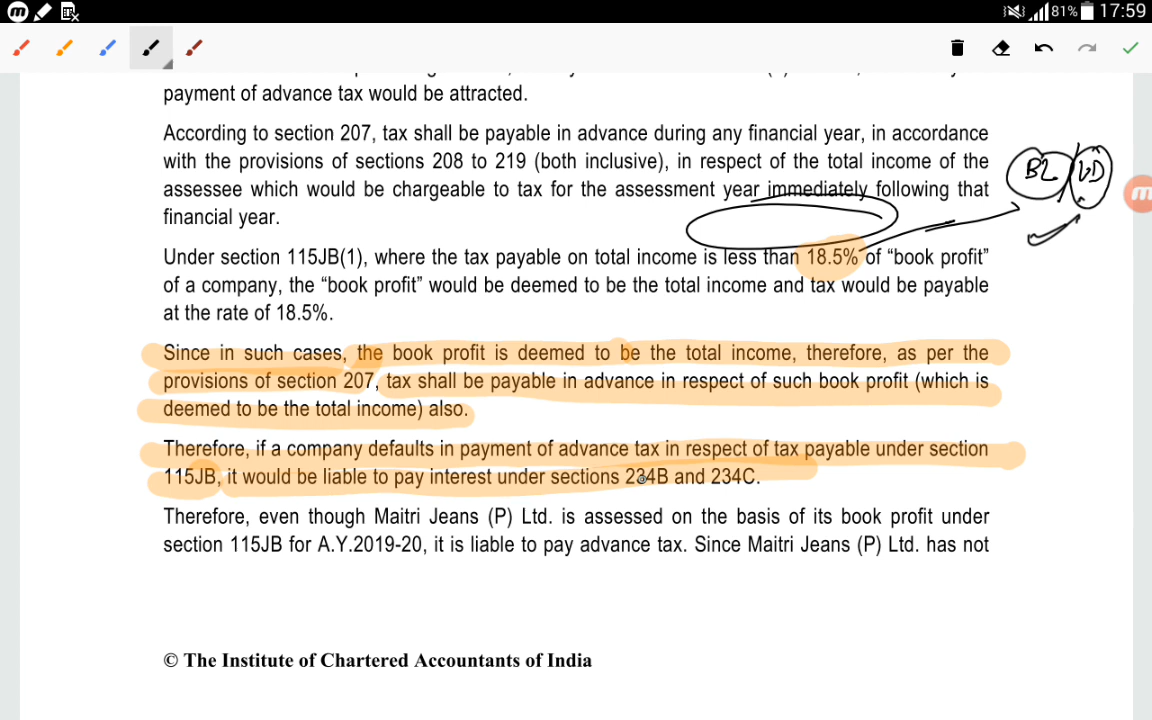 81% 17:59
payment of advance tax would be attracted.
According to section 207, tax shall be payable in advance during any financial year, in accordance
with the provisions of sections 208 to 219 (both inclusive), in respect of the total income of the
assessee which would be chargeable to tax for the assessment year immediately following that
financial year.
Under section 115JB(1), where the tax payable on total income is less than 18.5% of “book profit”
of a company, the “book profit” would be deemed to be the total income and tax would be payable
at the rate of 18.5%.
Since in such cases, the book profit is deemed to be the total income, therefore, as per the
provisions of section 207, tax shall be payable in advance in respect of such book profit (which is
deemed to be the total income) also.
Therefore, if a company defaults in payment of advance tax in respect of tax payable under section
115JB, it would be liable to pay interest under sections 234B and 234C.
Therefore, even though Maitri Jeans (P) Ltd. is assessed on the basis of its book profit under
section 115JB for A.Y.2019-20, it is liable to pay advance tax. Since Maitri Jeans (P) Ltd. has not
© The Institute of Chartered Accountants of India